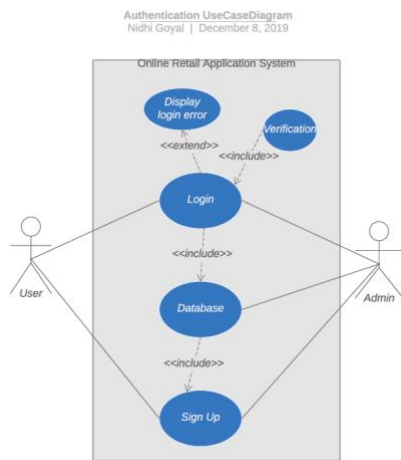 Authentication UseCaseDiagram
Nidhi Goyal | December 8, 2019
Online Retail Application System
Display
login error
Verification
<<extend>>
<<include>>
Login
<<include>>
User
Admin
Database
<<include>>
Sign Up